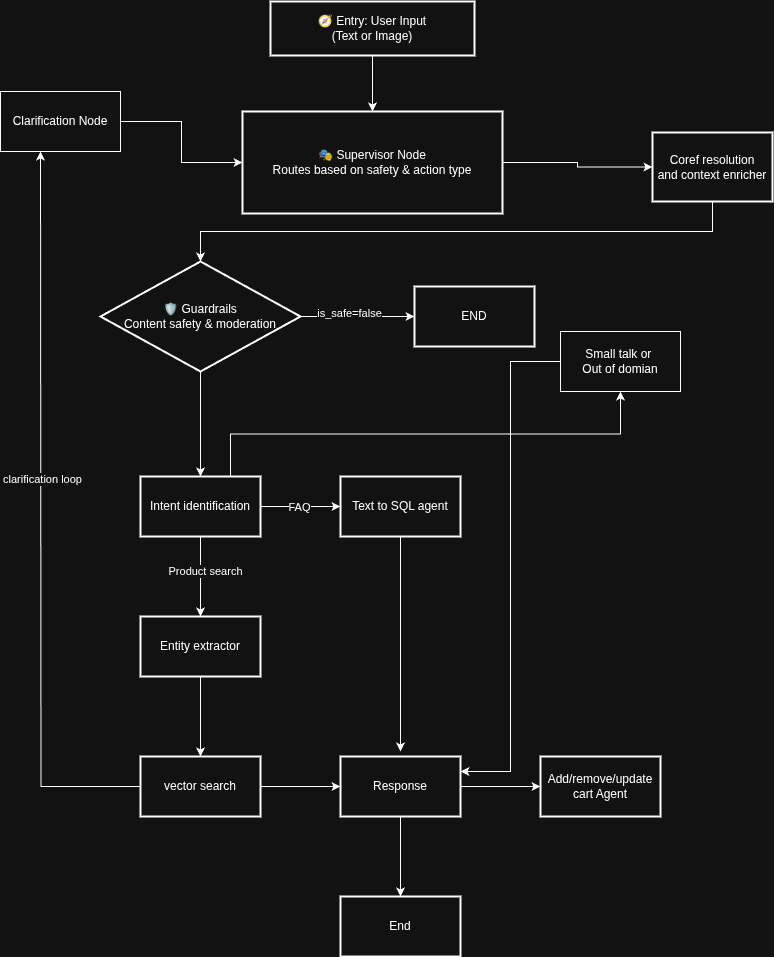 🧭 Entry: User Input
(Text or Image)
Clarification Node
🎭 Supervisor Node
Routes based on safety & action type
Coref resolution
and context enricher
🛡️ Guardrails
Content safety & moderation
is_safe=false
END
Small talk or
Out of domian
clarification loop
Intent identification
FAQ
Text to SQL agent
Product search
Entity extractor
vector search
Response
Add/remove/update
cart Agent
End